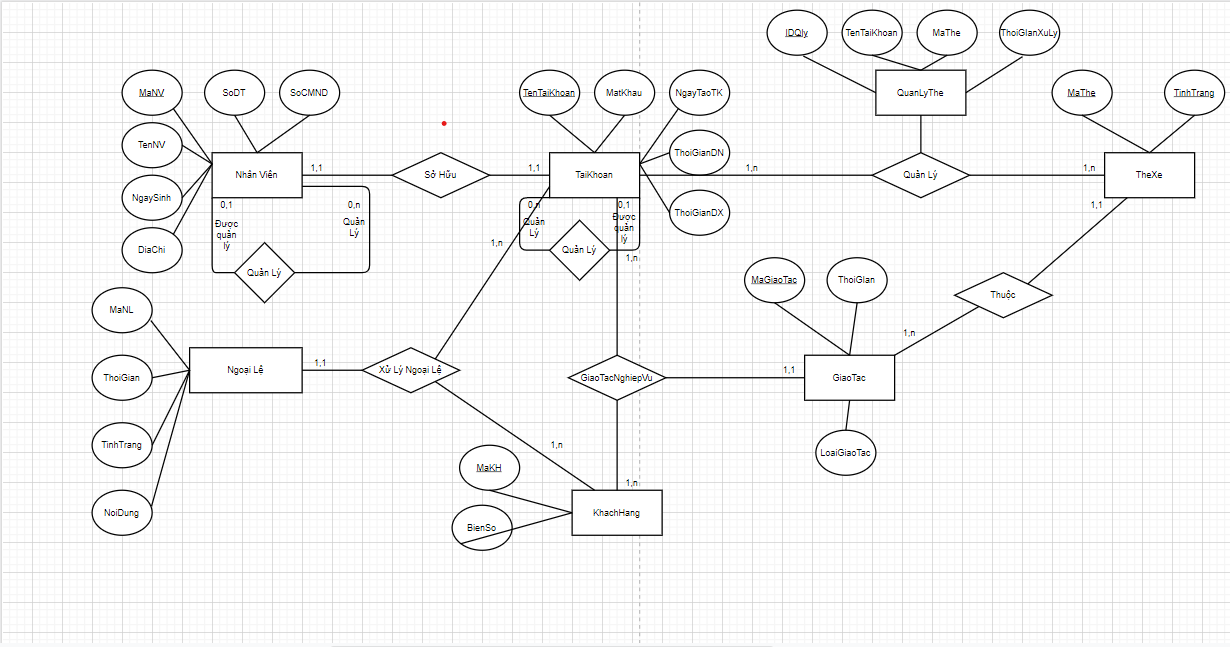 IDQly
TenTaiKhoan
MaThe
ThoiGIanXuLy
MaNV
SoDT
SoCMND
TenTaiKhoan
MatKhau
NgayTaoTK
QuanLyThe
MaThe
TinhTrang
TenNV
ThoiGianDN
Nhân Viên
1,1
Sở Hữu
1,1
TaiKhoan
1,n
Quản Lý
1,n
TheXe
NgaySinh
0,1
0,n
0,n
0,1
ThoiGianDX
1,1
Được
quản
lý
Quản
Lý
Quản
Lý
Được
quản
lý
DiaChi
1,n
Quản Lý
1,n
Quản Lý
MaGiaoTac
ThoiGIan
Thuộc
MaNL
1,n
Ngoại Lệ
1,1
Xử Lý Ngoại Lệ
ThoiGian
GiaoTacNghiepVu
1,1
GiaoTac
TinhTrang
1,n
LoaiGiaoTac
MaKH
1,n
NoiDung
BienSo
KhachHang